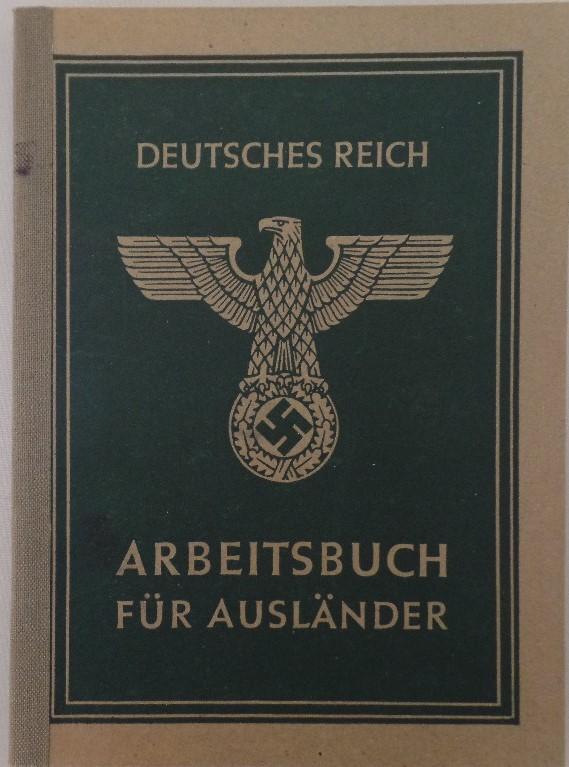 DEUTSCHES REICH
ARBEITSBUCH
FÜR AUSLÄNDER